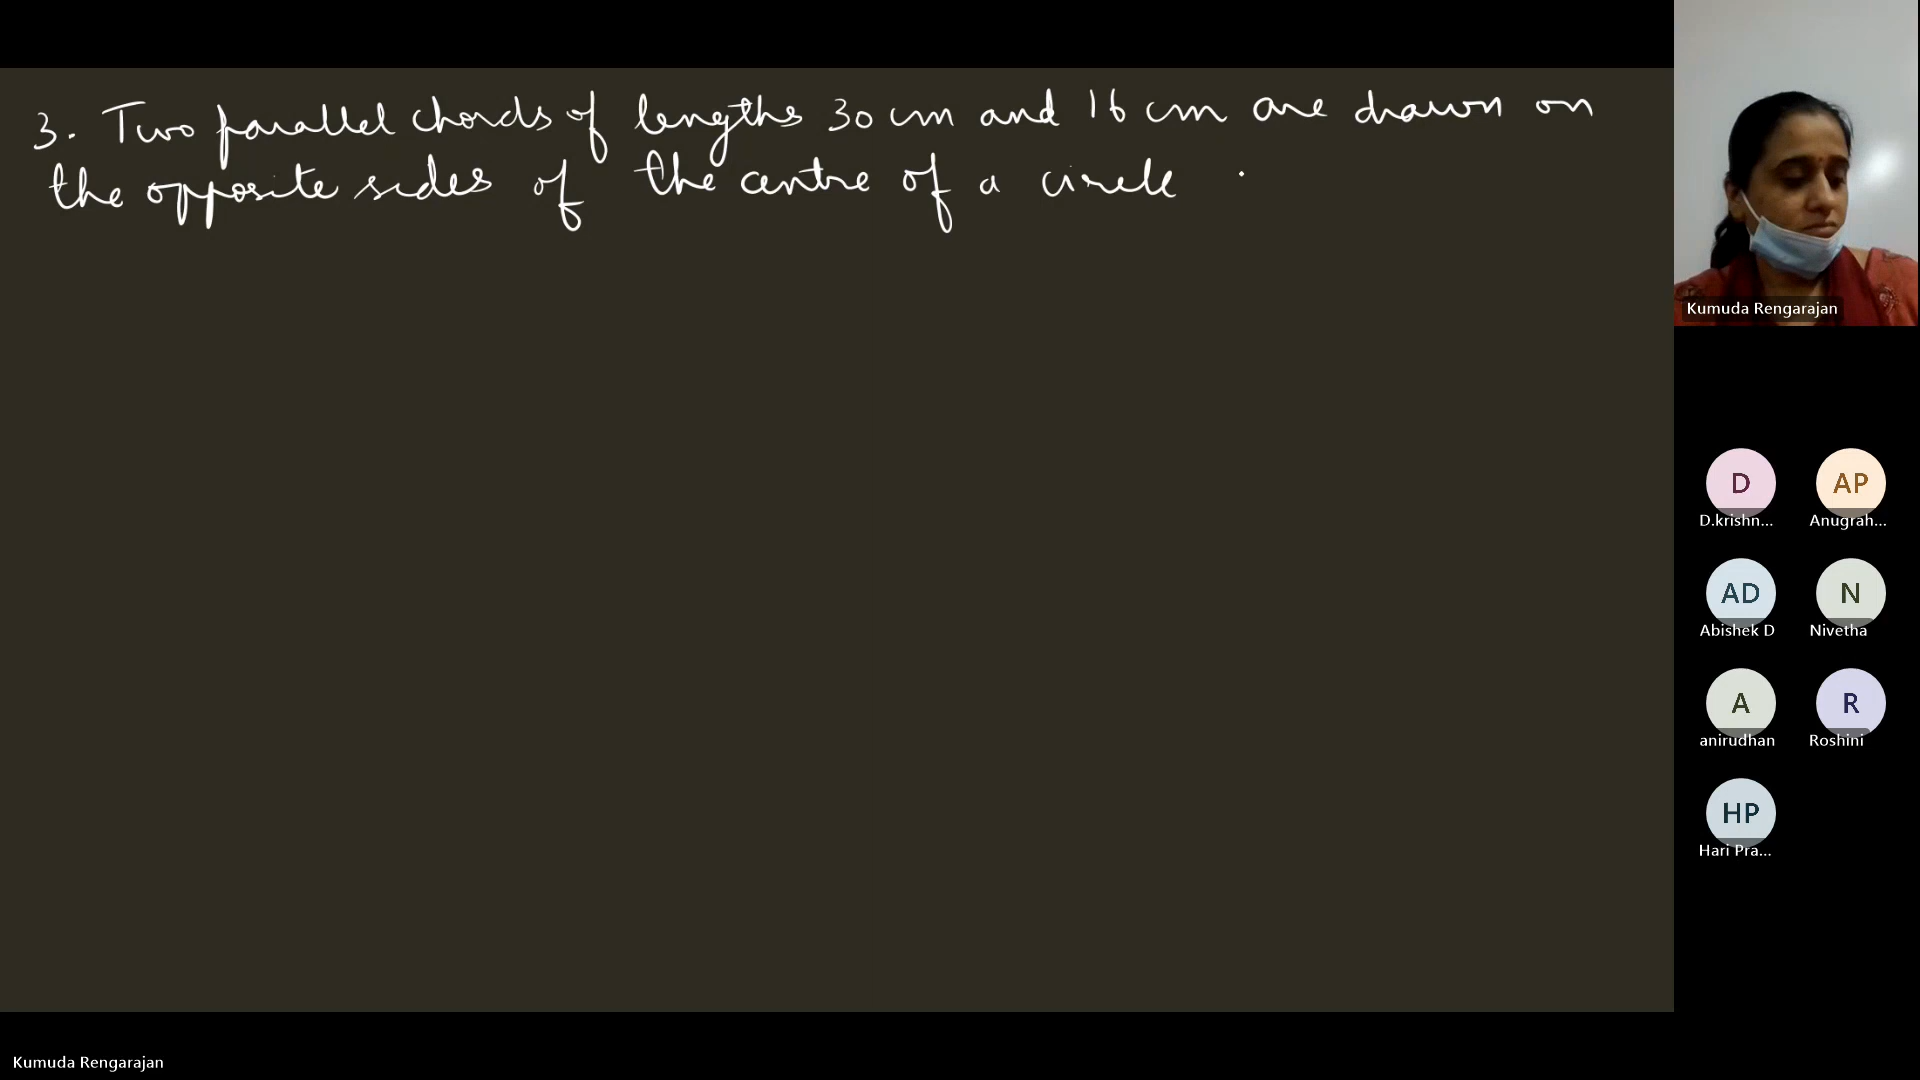 3. Two parallel chords of lengths 30 cm and 16 cm are drawn on
the opposite sides of the centre of a circle .
Kumuda Rengarajan
D
AP
D.krishn...
Anugrah...
AD
N
Abishek D
Nivetha
A
R
anirudhan
Roshini
HP
Hari Pra...
Kumuda Rengarajan